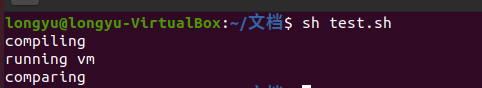 longyu@longyu-VirtualBox:~/文档$ sh test.sh
compiling
running vm
comparing